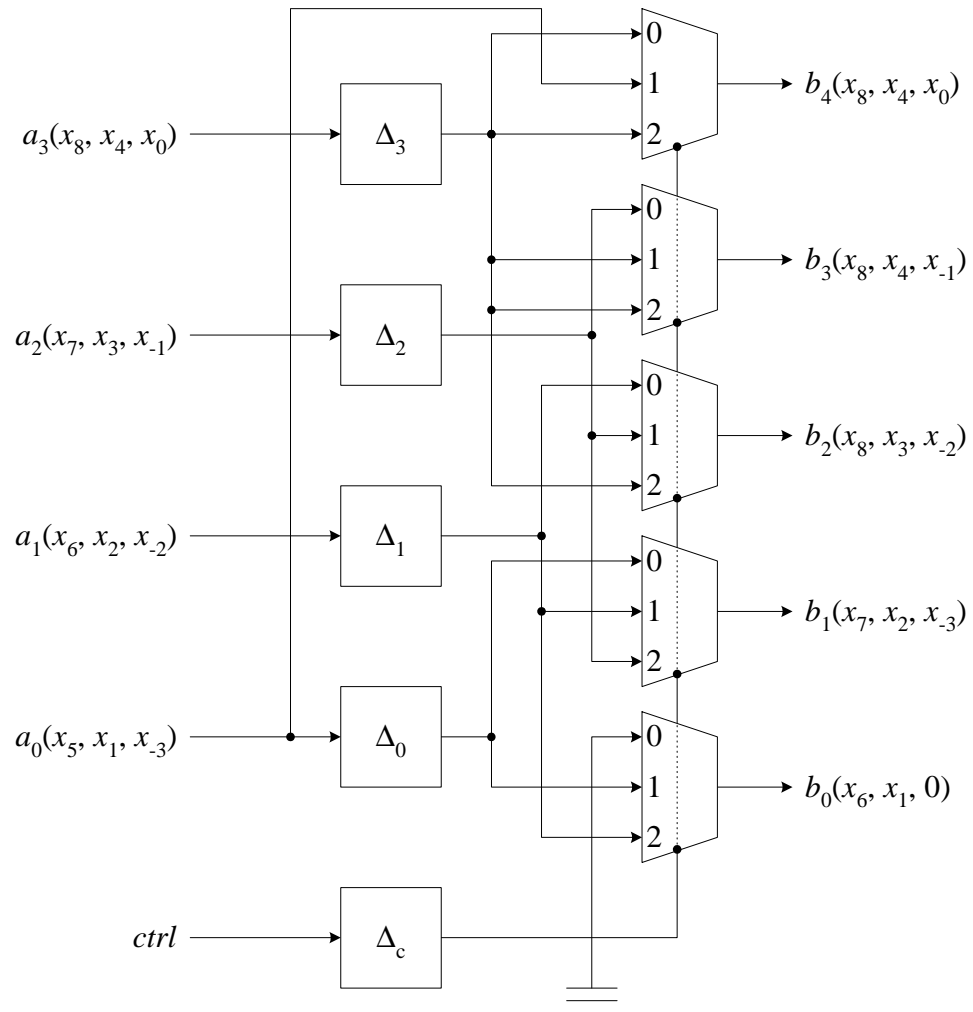 0
1
b4(x8, x4, x0)
a3(x8, x4, x0)
Δ3
2
0
1
b3(x8, x4, x-1)
2
a2(x7, x3, x-1)
Δ2
0
1
b2(x8, x3, x-2)
2
a1(x6, x2, x-2)
Δ1
0
1
b1(x7, x2, x-3)
2
a0(x5, x1, x-3)
Δ0
0
1
b0(x6, x1, 0)
2
ctrl
Δc